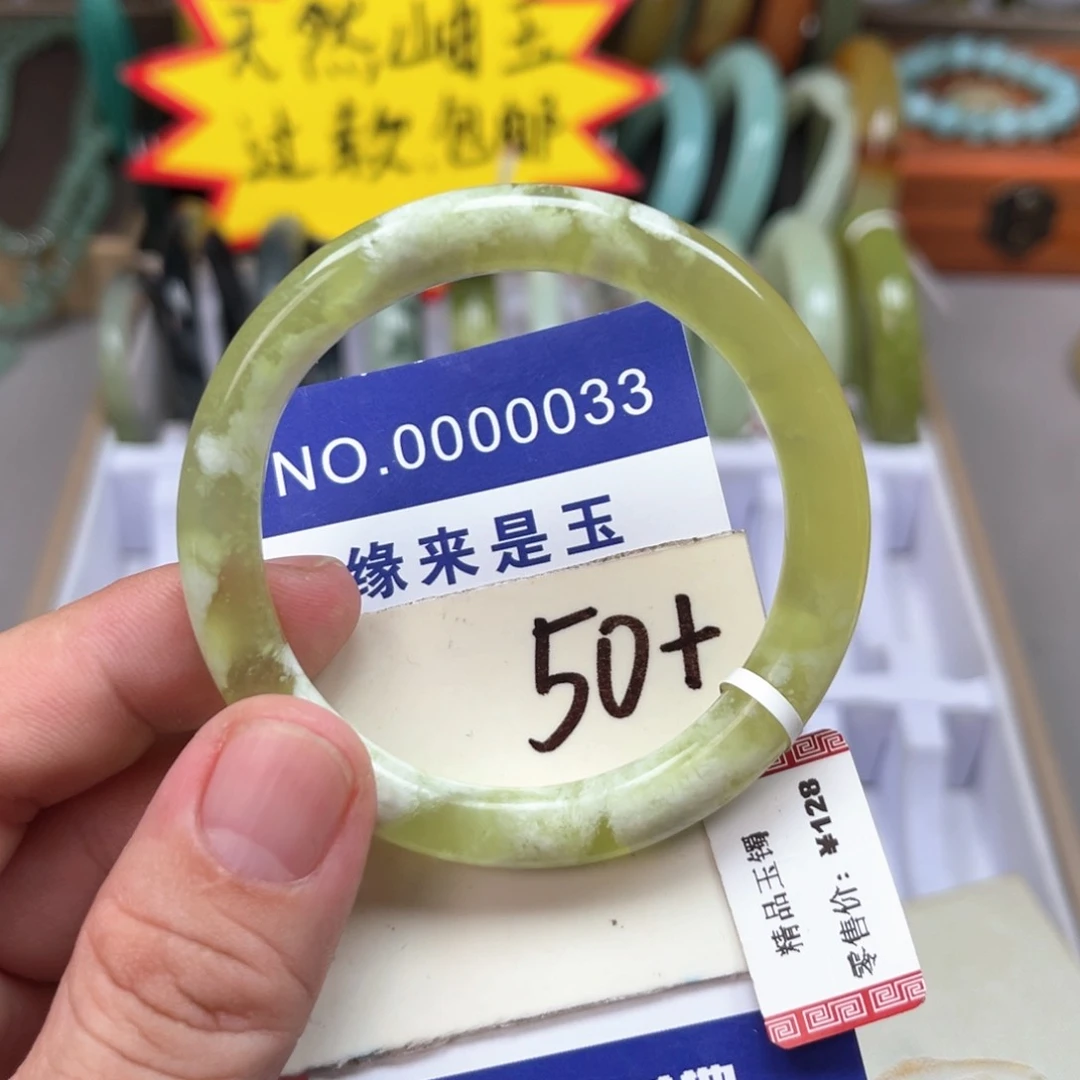 天然岫玉
过款包邮
NO.0000033
缘来是玉
50+
精品玉镯
零售价：¥128